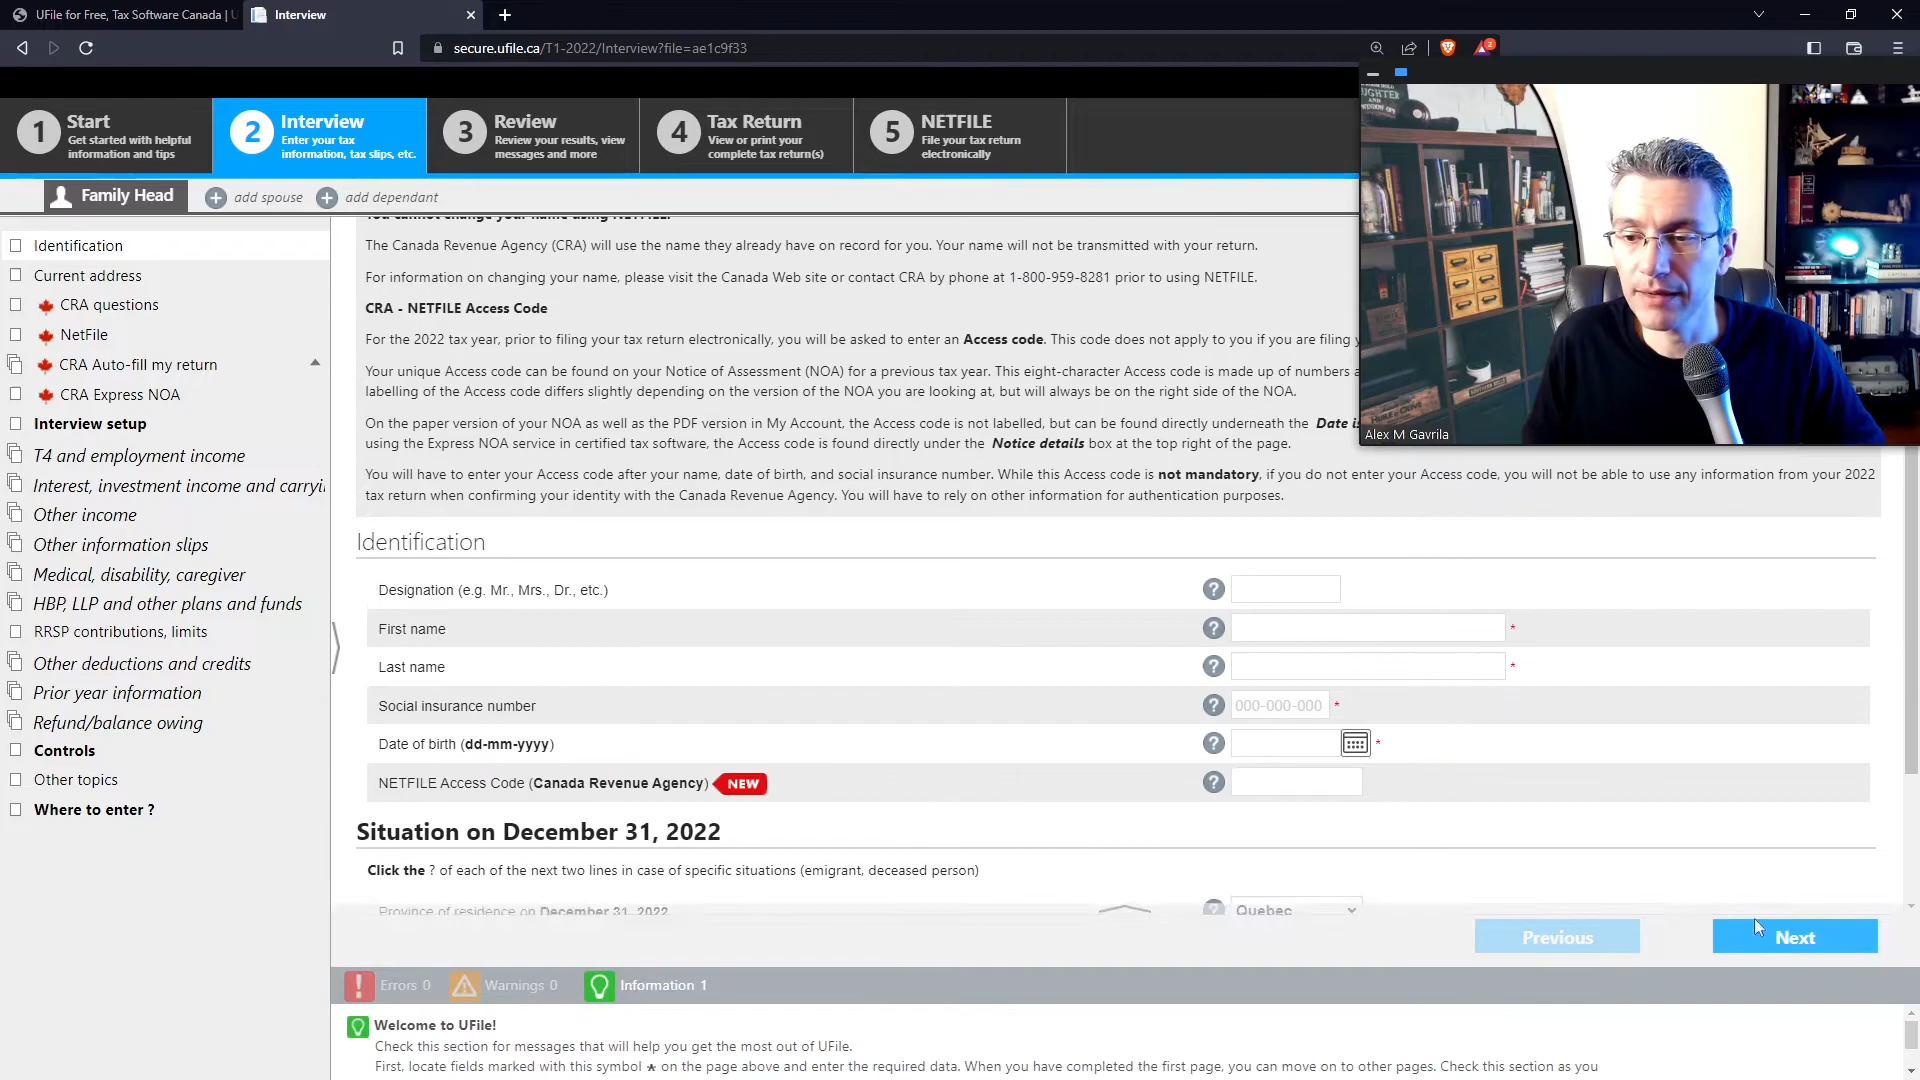 UFile for Free, Tax Software Canada | U
Interview
secure.ufile.ca/T1-2022/Interview?file=ae1c9f33
2
1
Start
Get started with helpful
information and tips
2
Interview
Enter your tax
information, tax slips, etc.
3
Review
Review your results, view
messages and more
4
Tax Return
View or print your
complete tax return(s)
5
NETFILE
File your tax return
electronically
Family Head
add spouse
add dependant
Identification
Current address
CRA questions
NetFile
CRA Auto-fill my return
CRA Express NOA
Interview setup
T4 and employment income
Interest, investment income and carryi
Other income
Other information slips
Medical, disability, caregiver
HBP, LLP and other plans and funds
RRSP contributions, limits
Other deductions and credits
Prior year information
Refund/balance owing
Controls
Other topics
Where to enter ?
You cannot change your name using NETFILE.
The Canada Revenue Agency (CRA) will use the name they already have on record for you. Your name will not be transmitted with your return.
For information on changing your name, please visit the Canada Web site or contact CRA by phone at 1-800-959-8281 prior to using NETFILE.
CRA - NETFILE Access Code
For the 2022 tax year, prior to filing your tax return electronically, you will be asked to enter an Access code. This code does not apply to you if you are filing y
Your unique Access code can be found on your Notice of Assessment (NOA) for a previous tax year. This eight-character Access code is made up of numbers a
labelling of the Access code differs slightly depending on the version of the NOA you are looking at, but will always be on the right side of the NOA.
On the paper version of your NOA as well as the PDF version in My Account, the Access code is not labelled, but can be found directly underneath the Date is
using the Express NOA service in certified tax software, the Access code is found directly under the Notice details box at the top right of the page.
You will have to enter your Access code after your name, date of birth, and social insurance number. While this Access code is not mandatory, if you do not enter your Access code, you will not be able to use any information from your 2022
tax return when confirming your identity with the Canada Revenue Agency. You will have to rely on other information for authentication purposes.
Alex M Gavrila
Identification
Designation (e.g. Mr., Mrs., Dr., etc.) ?
First name ? *
Last name ? *
Social insurance number ? 000-000-000 *
Date of birth (dd-mm-yyyy) ? *
NETFILE Access Code (Canada Revenue Agency) NEW ?
Situation on December 31, 2022
Click the ? of each of the next two lines in case of specific situations (emigrant, deceased person)
Province of residence on December 31, 2022 ? Quebec
Previous
Next
Errors 0
Warnings 0
Information 1
Welcome to UFile!
Check this section for messages that will help you get the most out of UFile.
First, locate fields marked with this symbol * on the page above and enter the required data. When you have completed the first page, you can move on to other pages. Check this section as you